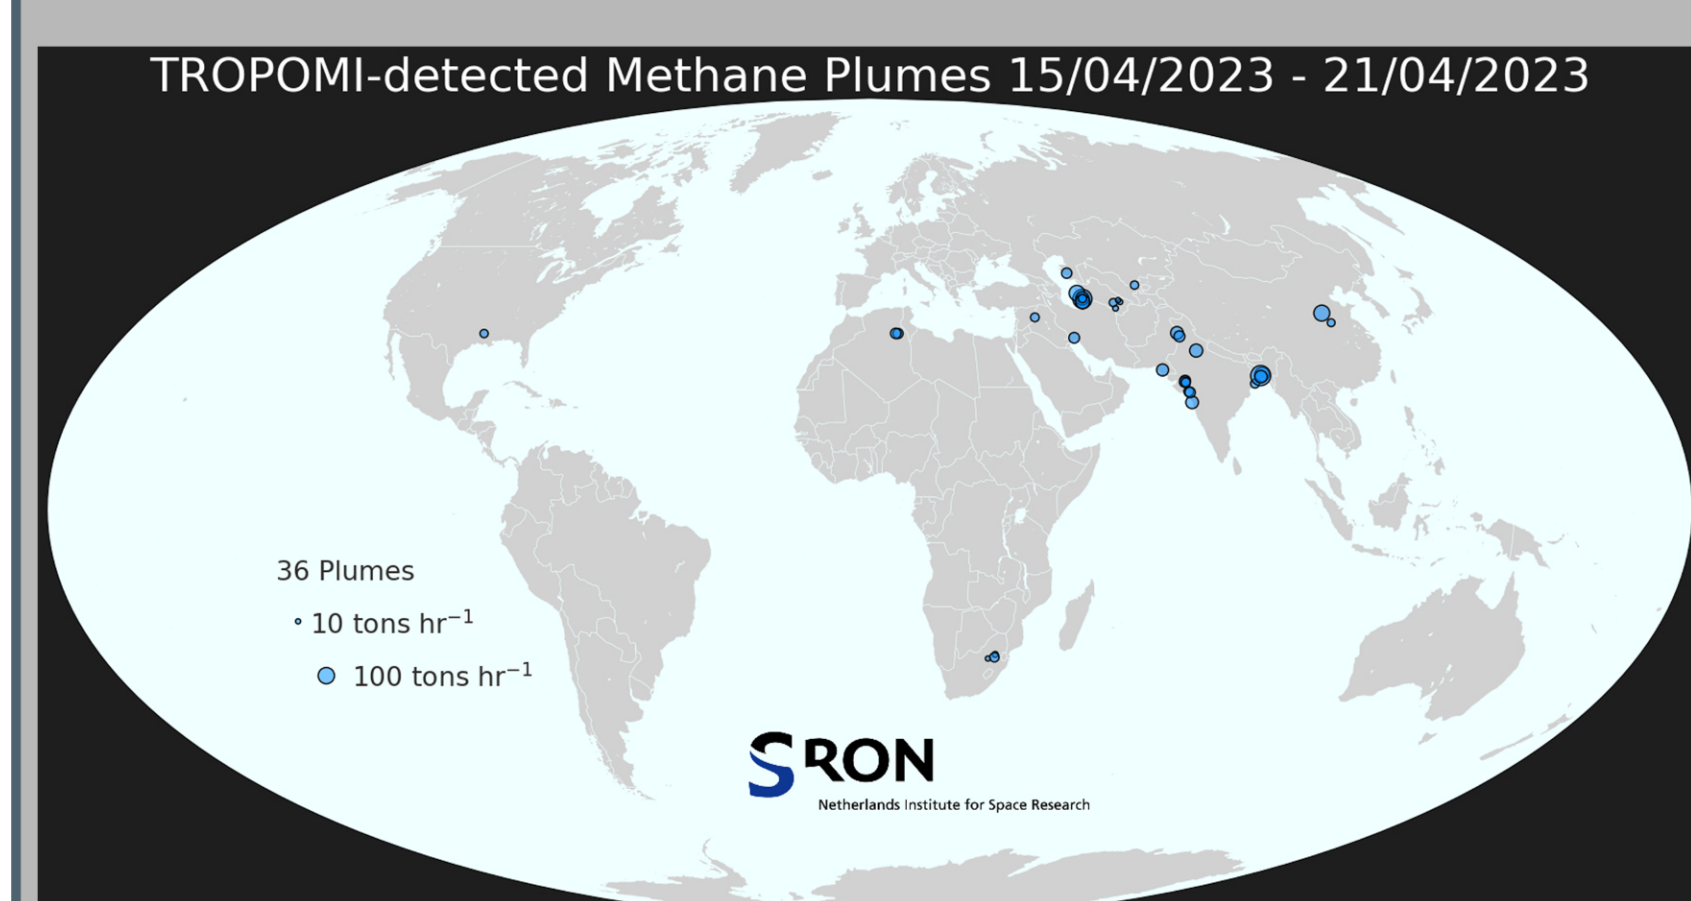 TROPOMI-detected Methane Plumes 15/04/2023 - 21/04/2023
36 Plumes
10 tons hr⁻¹
100 tons hr⁻¹
SRON
Netherlands Institute for Space Research